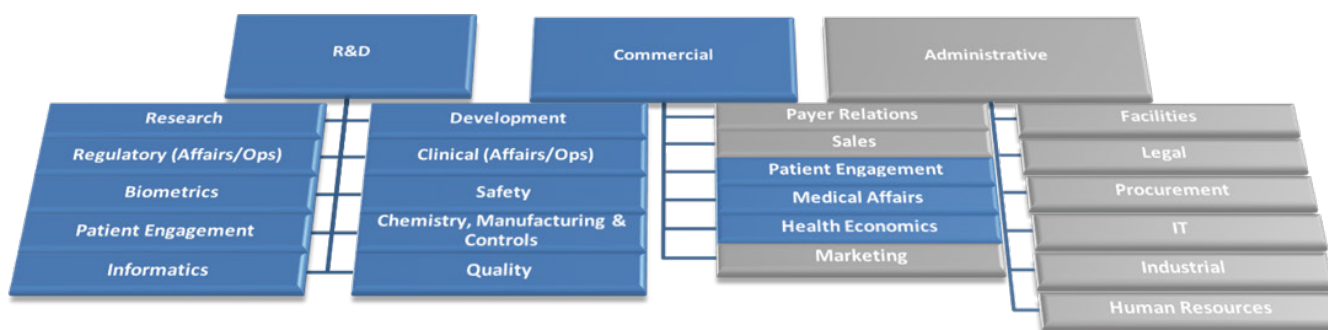 R&D
Commercial
Administrative
Research
Regulatory (Affairs/Ops)
Biometrics
Patient Engagement
Informatics
Development
Clinical (Affairs/Ops)
Safety
Chemistry, Manufacturing &
Controls
Quality
Payer Relations
Sales
Patient Engagement
Medical Affairs
Health Economics
Marketing
Facilities
Legal
Procurement
IT
Industrial
Human Resources